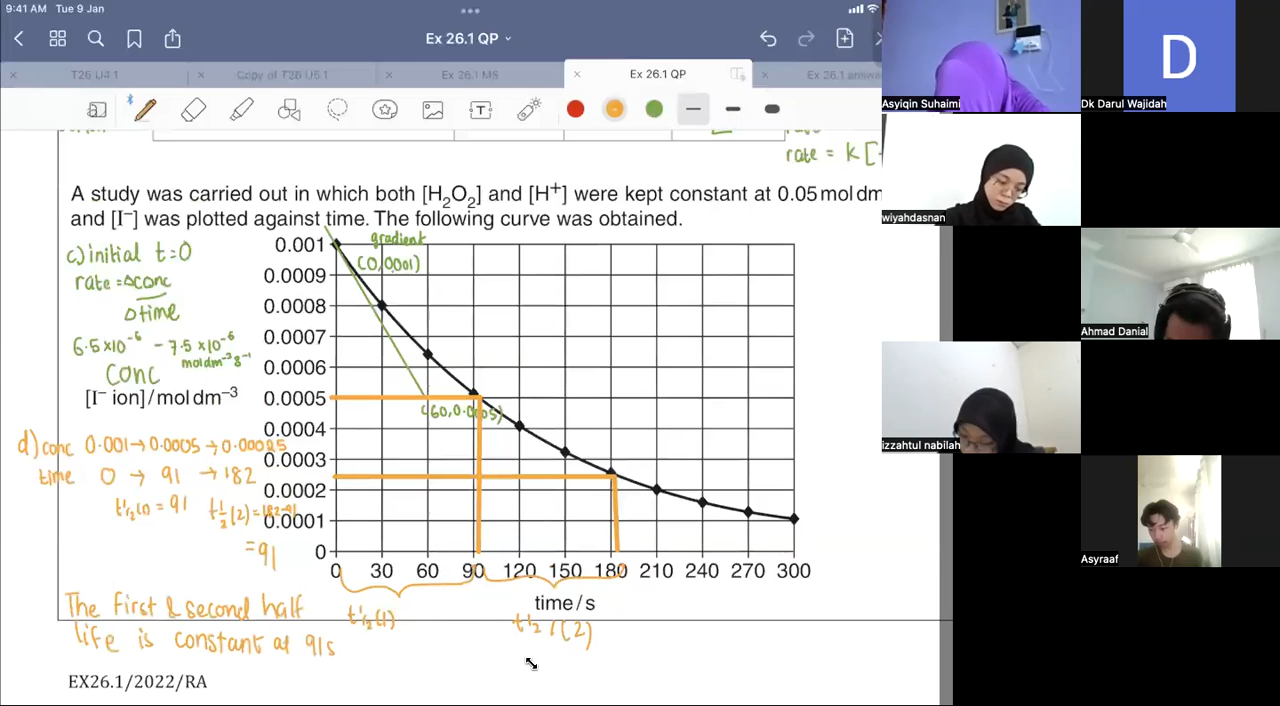 9:41 AM Tue 9 Jan
Ex 26.1 QP
T26 U4 1
Copy of T26 U5.1
Ex 26.1 MS
Ex 26.1 QP
Ex 26.1 answe
rate = K [
A study was carried out in which both [H₂O₂] and [H⁺] were kept constant at 0.05 mol dm
and [I⁻] was plotted against time. The following curve was obtained.
c) initial t=0
rate = Δconc
Δtime
6.5x10⁻⁶ - 7.5 x10⁻⁶
moldm⁻³s⁻¹
Conc
[I⁻ ion]/mol dm⁻³
gradient
(0,0.001)
(60,0.0005)
0.001
0.0009
0.0008
0.0007
0.0006
0.0005
0.0004
0.0003
0.0002
0.0001
0
0 30 60 90 120 150 180 210 240 270 300
time/s
d) conc 0.001 → 0.0005 → 0.00025
time 0 → 91 → 182
t½(1) = 91 t½(2) = 182-91
= 91
t½(1)
t½(2)
The first & second half
life is constant at 91s
EX26.1/2022/RA
Asyiqin Suhaimi
D
Dk Darul Wajidah
wiyahdasnan
Ahmad Danial
izzahtul nabilah
Asyraaf